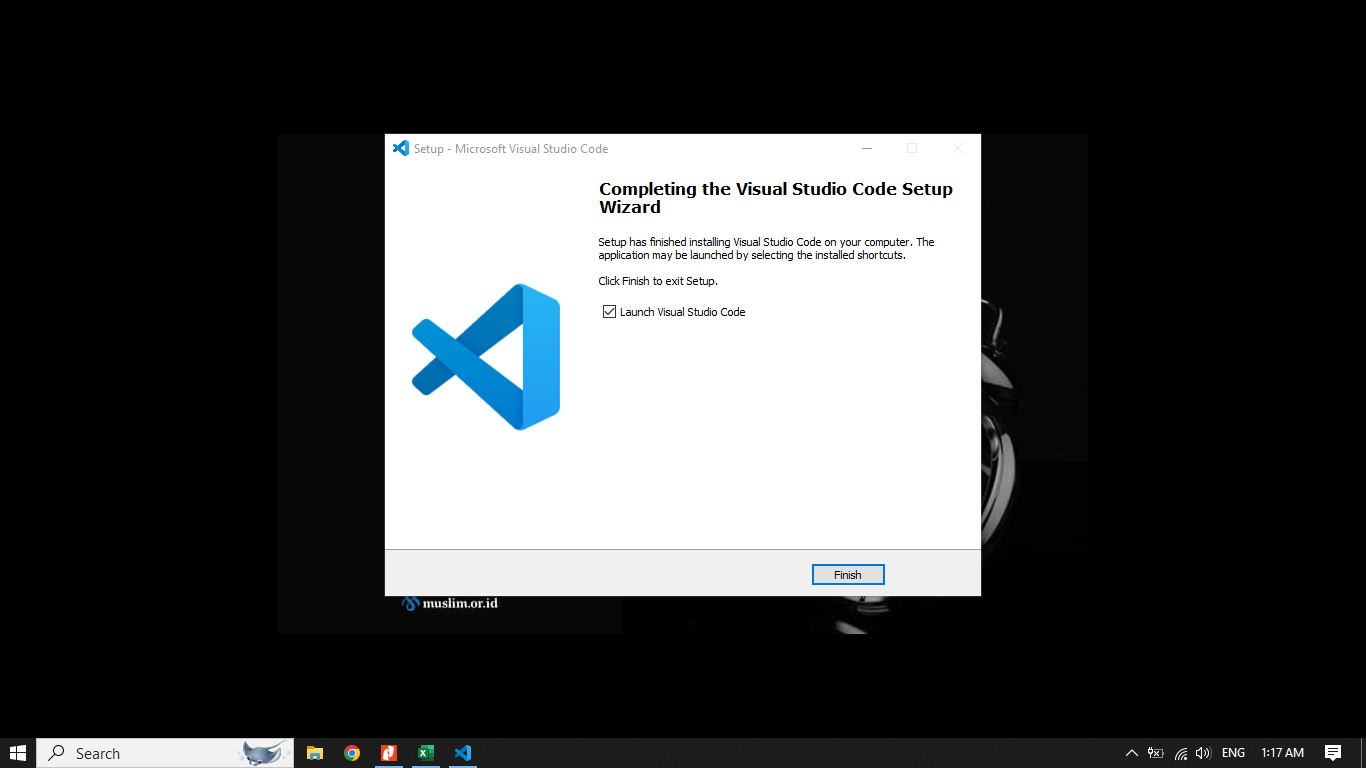 Setup - Microsoft Visual Studio Code
Completing the Visual Studio Code Setup
Wizard
Setup has finished installing Visual Studio Code on your computer. The
application may be launched by selecting the installed shortcuts.
Click Finish to exit Setup.
Launch Visual Studio Code
Finish
muslim.or.id
Search
ENG
1:17 AM